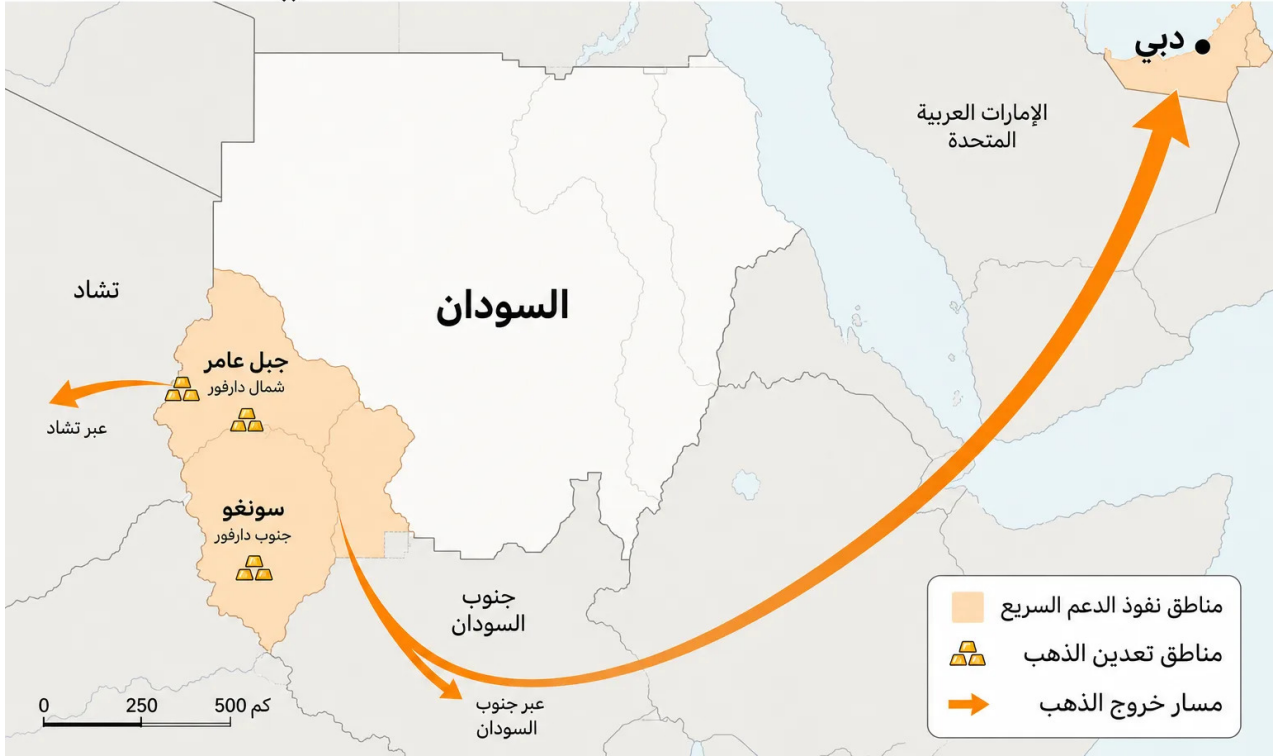 دبي
الإمارات العربية
المتحدة
السودان
تشاد
جبل عامر
شمال دارفور
عبر تشاد
سونغو
جنوب دارفور
جنوب
السودان
عبر جنوب
السودان
0 250 500 كم
مناطق نفوذ الدعم السريع
مناطق تعدين الذهب
مسار خروج الذهب